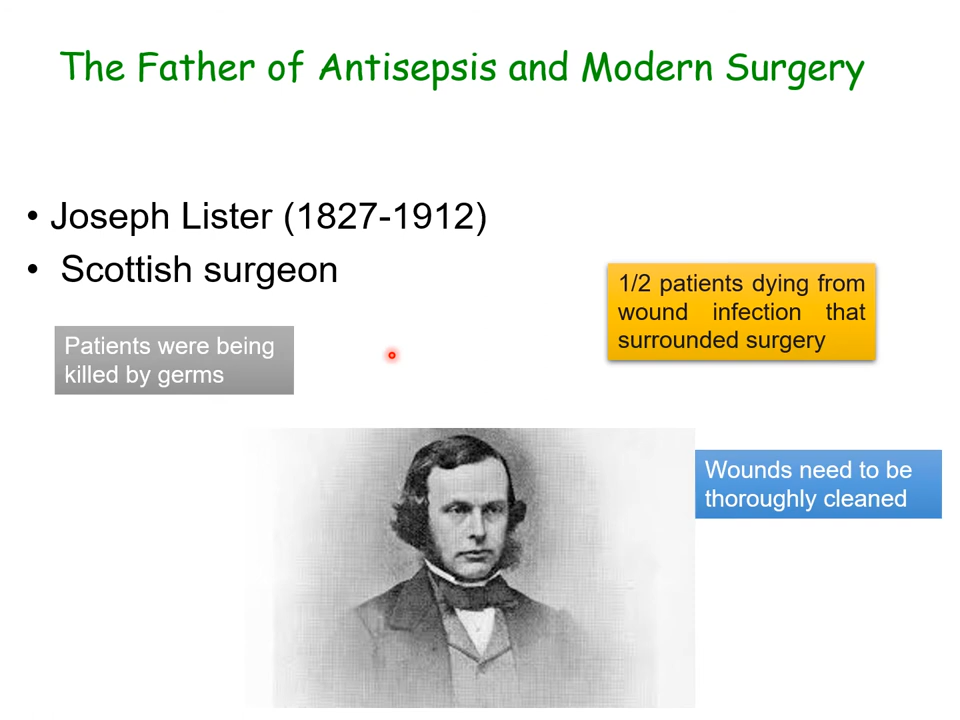 The Father of Antisepsis and Modern Surgery
• Joseph Lister (1827-1912)
• Scottish surgeon
1/2 patients dying from
wound infection that
surrounded surgery
Patients were being
killed by germs
Wounds need to be
thoroughly cleaned